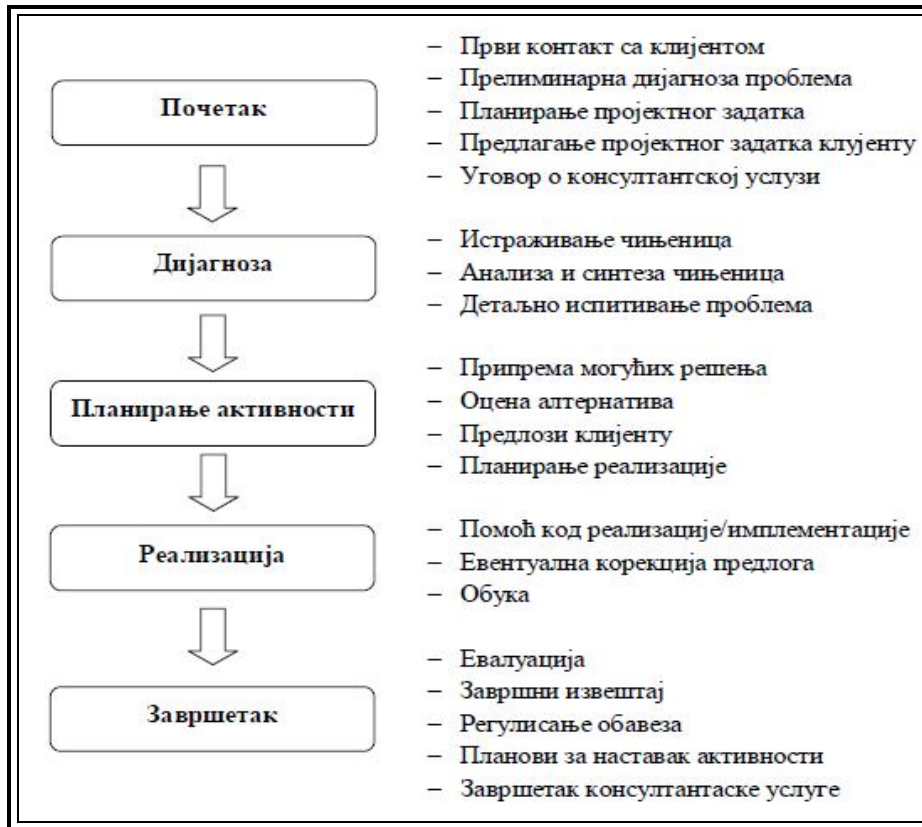 Почетак
– Први контакт са клијентом
– Прелиминарна дијагноза проблема
– Планирање пројектног задатка
– Предлагање пројектног задатка клујенту
– Уговор о консултантској услузи
Дијагноза
– Истраживање чињеница
– Анализа и синтеза чињеница
– Детаљно испитивање проблема
Планирање активности
– Припрема могућих решења
– Оцена алтернатива
– Предлози клијенту
– Планирање реализације
Реализација
– Помоћ код реализације/имплементације
– Евентуална корекција предлога
– Обука
Завршетак
– Евалуација
– Завршни извештај
– Регулисање обавеза
– Планови за наставак активности
– Завршетак консултантаске услуге